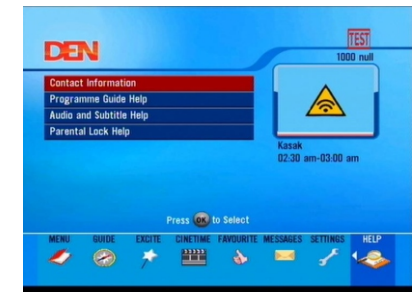 DEN
TEST
1000 null
Contact Information
Programme Guide Help
Audio and Subtitle Help
Parental Lock Help
Kasak
02:30 am-03:00 am
Press OK to Select
MENU GUIDE EXCITE CINETIME FAVOURITE MESSAGES SETTINGS HELP